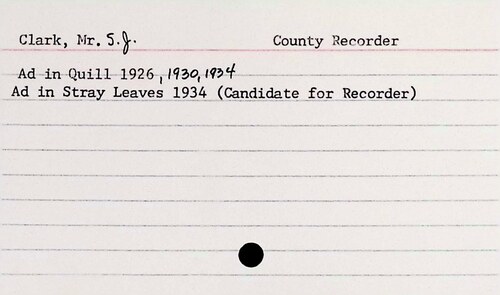 Clark, Mr. S.J. County Recorder
Ad in Quill 1926, 1930, 1934
Ad in Stray Leaves 1934 (Candidate for Recorder)